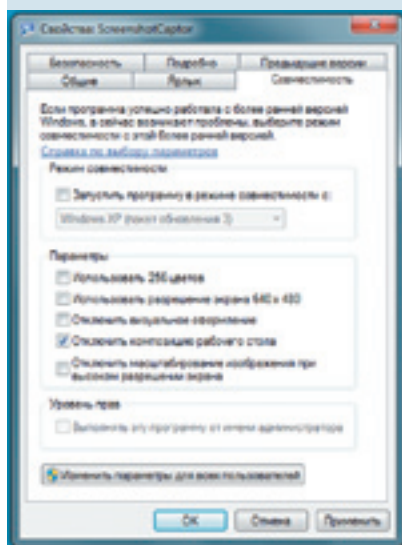 Свойства: ScreenshotCaptor
Безопасность Подробно Предыдущие версии
Общие Ярлык Совместимость
Если программа успешно работала с более ранней версией
Windows, а сейчас возникают проблемы, выберите режим
совместимости с этой более ранней версией.
Справка по выбору параметров
Режим совместимости
Запустить программу в режиме совместимости с:
Windows XP (пакет обновления 3)
Параметры
Использовать 256 цветов
Использовать разрешение экрана 640 x 480
Отключить визуальное оформление
Отключить композицию рабочего стола
Отключить масштабирование изображения при
высоком разрешении экрана
Уровень прав
Выполнять эту программу от имени администратора
Изменить параметры для всех пользователей
OK Отмена Применить